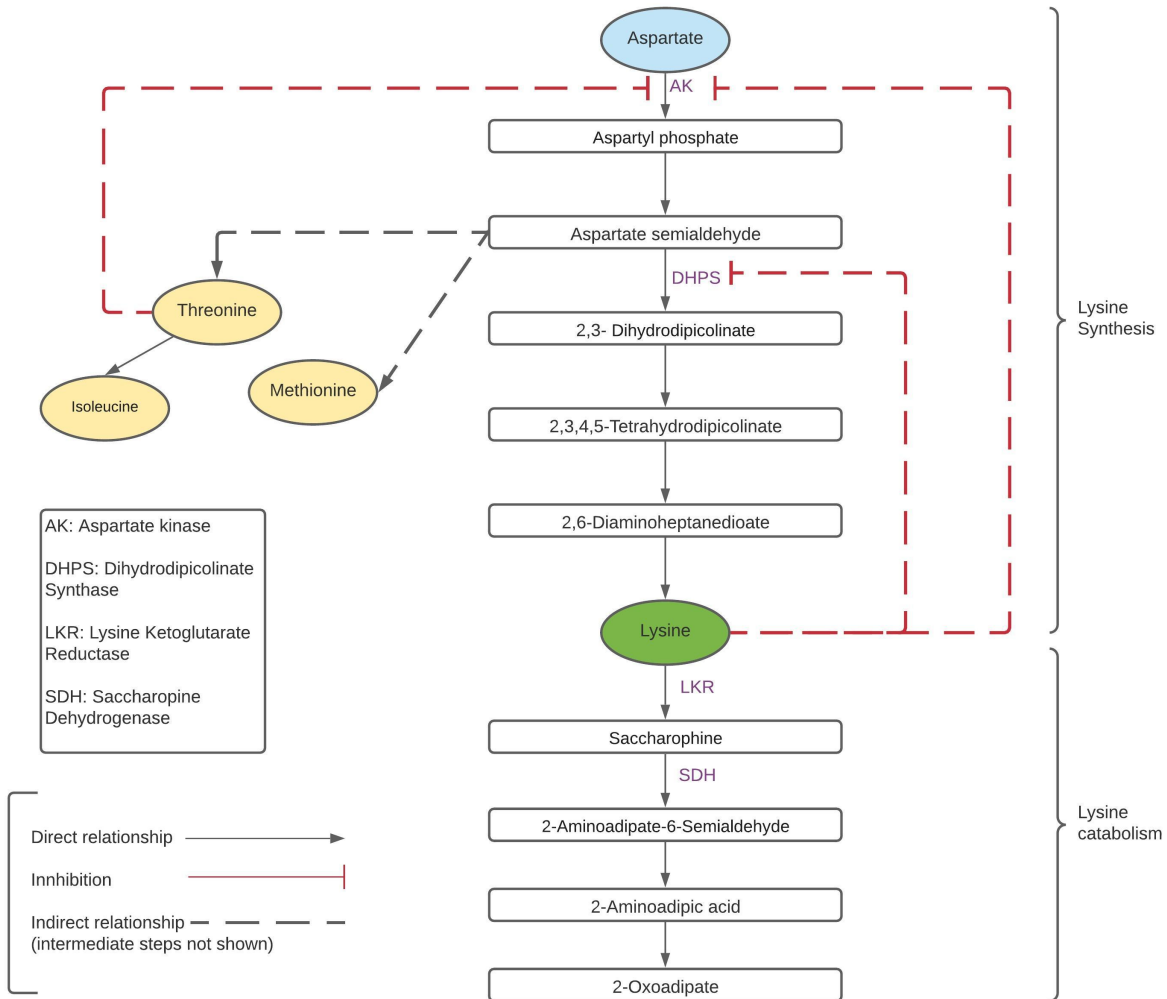 Aspartate
AK
Aspartyl phosphate
Aspartate semialdehyde
DHPS
Threonine
2,3- Dihydrodipicolinate
Lysine
Synthesis
Methionine
Isoleucine
2,3,4,5-Tetrahydrodipicolinate
2,6-Diaminoheptanedioate
AK: Aspartate kinase
DHPS: Dihydrodipicolinate
Synthase
LKR: Lysine Ketoglutarate
Reductase
SDH: Saccharopine
Dehydrogenase
Lysine
LKR
Saccharophine
SDH
2-Aminoadipate-6-Semialdehyde
Lysine
catabolism
2-Aminoadipic acid
2-Oxoadipate
Direct relationship
Innhibition
Indirect relationship
(intermediate steps not shown)